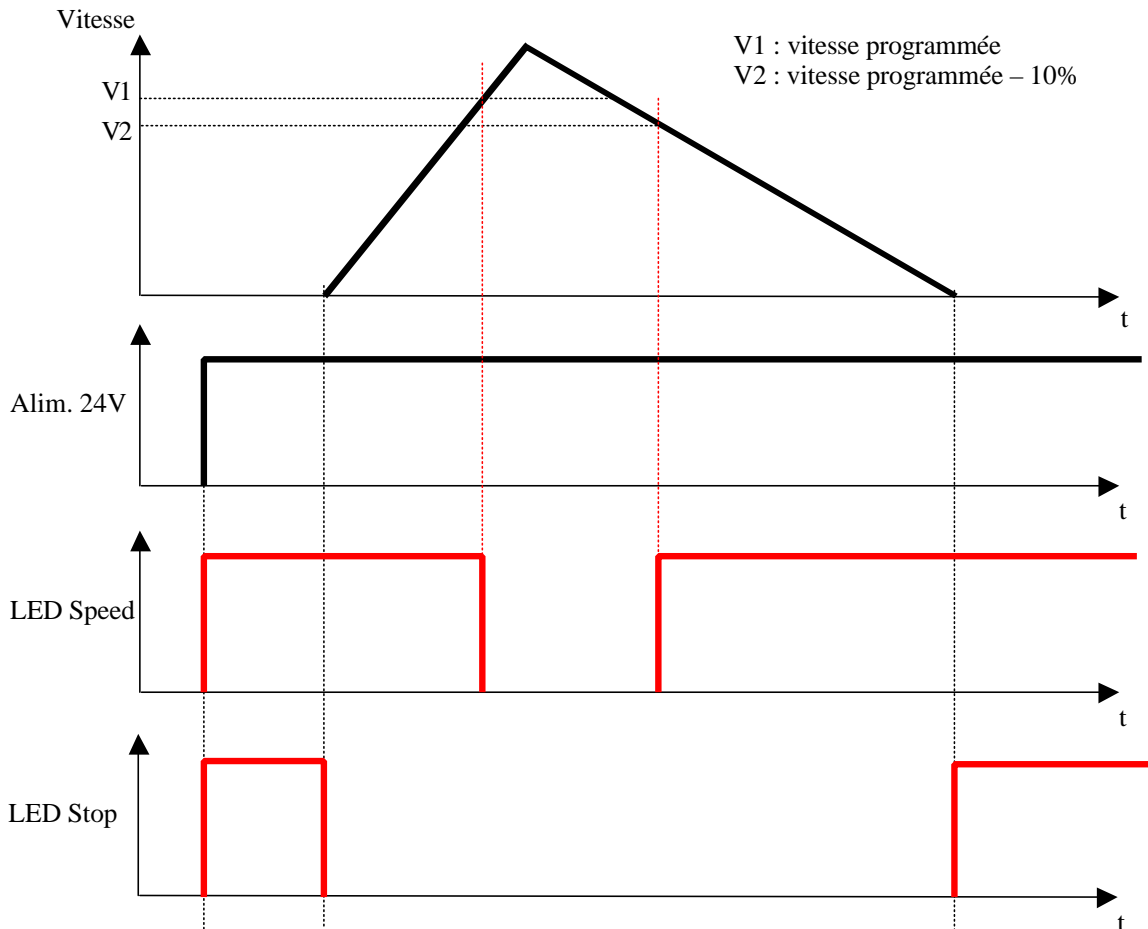 Vitesse
V1 : vitesse programmée
V2 : vitesse programmée – 10%
V1
V2
t
Alim. 24V
t
LED Speed
t
LED Stop
t